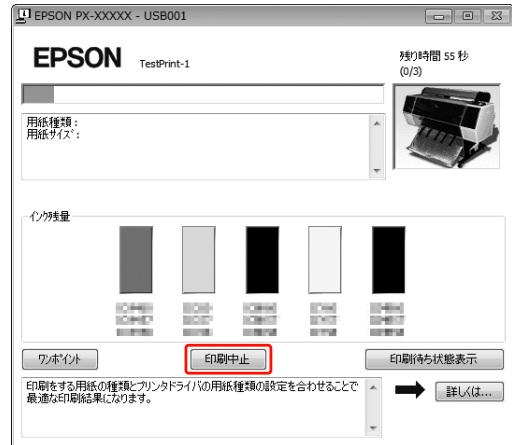 EPSON PX-XXXXX - USB001
EPSON TestPrint-1
残り時間 55 秒
(0/3)
用紙種類 :
用紙サイズ :
インク残量
ワンポイント
印刷中止
印刷待ち状態表示
印刷をする用紙の種類とプリンタドライバの用紙種類の設定を合わせることで
最適な印刷結果になります。
詳しくは...